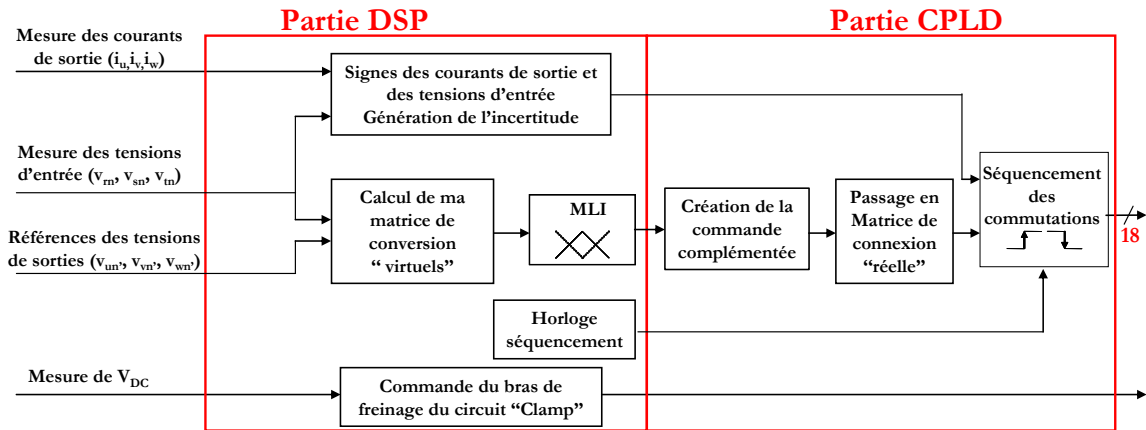 Partie DSP
Partie CPLD
Mesure des courants
de sortie (iu,iv,iw)
Signes des courants de sortie et
des tensions d'entrée
Génération de l'incertitude
Mesure des tensions
d'entrée (vrn, vsn, vtn)
Calcul de ma
matrice de
conversion
“ virtuels”
MLI
Création de la
commande
complémentée
Passage en
Matrice de
connexion
“réelle”
Séquencement
des
commutations
18
Références des tensions
de sorties (vun’, vvn’, vwn’)
Horloge
séquencement
Mesure de VDC
Commande du bras de
freinage du circuit “Clamp”